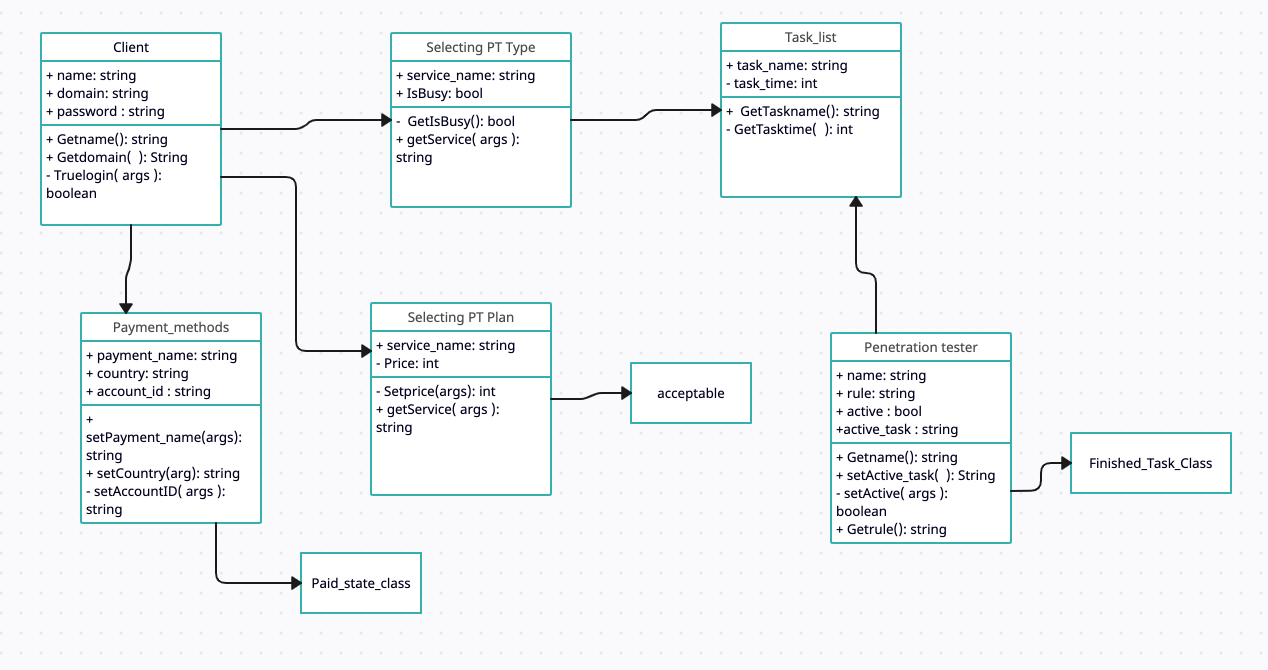 Client
+ name: string
+ domain: string
+ password : string
+ Getname(): string
+ Getdomain(  ): String
- Truelogin( args ):
boolean
Selecting PT Type
+ service_name: string
+ IsBusy: bool
-  GetIsBusy(): bool
+ getService( args ):
string
Task_list
+ task_name: string
- task_time: int
+  GetTaskname(): string
- GetTasktime(  ): int
Payment_methods
+ payment_name: string
+ country: string
+ account_id : string
+
setPayment_name(args):
string
+ setCountry(arg): string
- setAccountID( args ):
string
Selecting PT Plan
+ service_name: string
- Price: int
- Setprice(args): int
+ getService( args ):
string
acceptable
Penetration tester
+ name: string
+ rule: string
+ active : bool
+active_task : string
+ Getname(): string
+ setActive_task(  ): String
- setActive( args ):
boolean
+ Getrule(): string
Finished_Task_Class
Paid_state_class